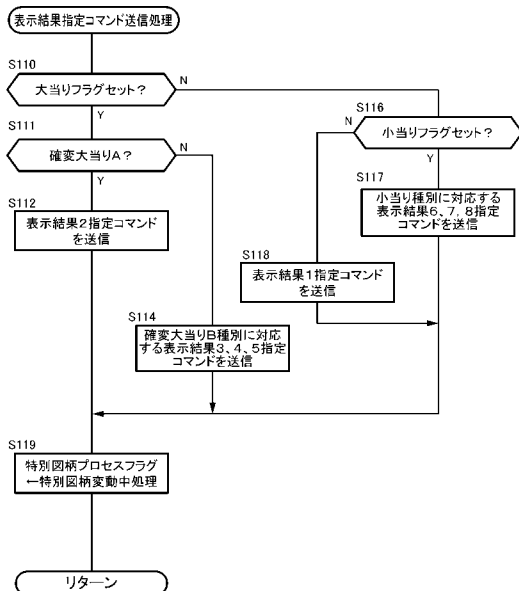 表示結果指定コマンド送信処理
S110
大当りフラグセット？
N
Y
S111
確変大当りA？
N
Y
S112
表示結果2指定コマンド
を送信
S114
確変大当りB種別に対応
する表示結果3、4、5指定
コマンドを送信
S116
小当りフラグセット？
N
Y
S117
小当り種別に対応する
表示結果6、7、8指定
コマンドを送信
S118
表示結果1指定コマンド
を送信
S119
特別図柄プロセスフラグ
←特別図柄変動中処理
リターン